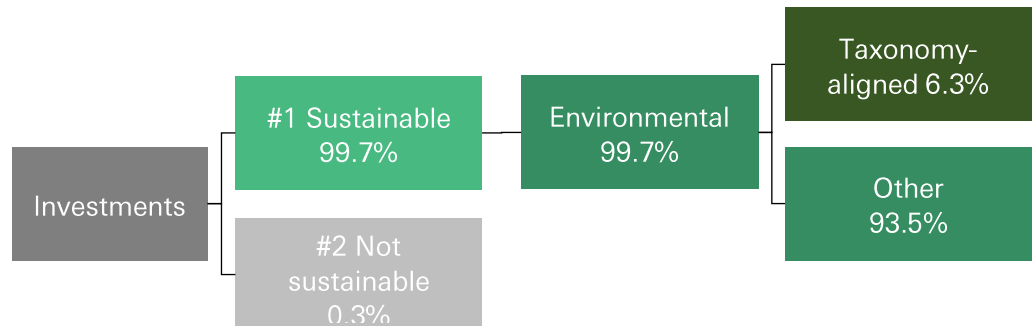 Investments
#1 Sustainable
99.7%
#2 Not
sustainable
0.3%
Environmental
99.7%
Taxonomy-
aligned 6.3%
Other
93.5%